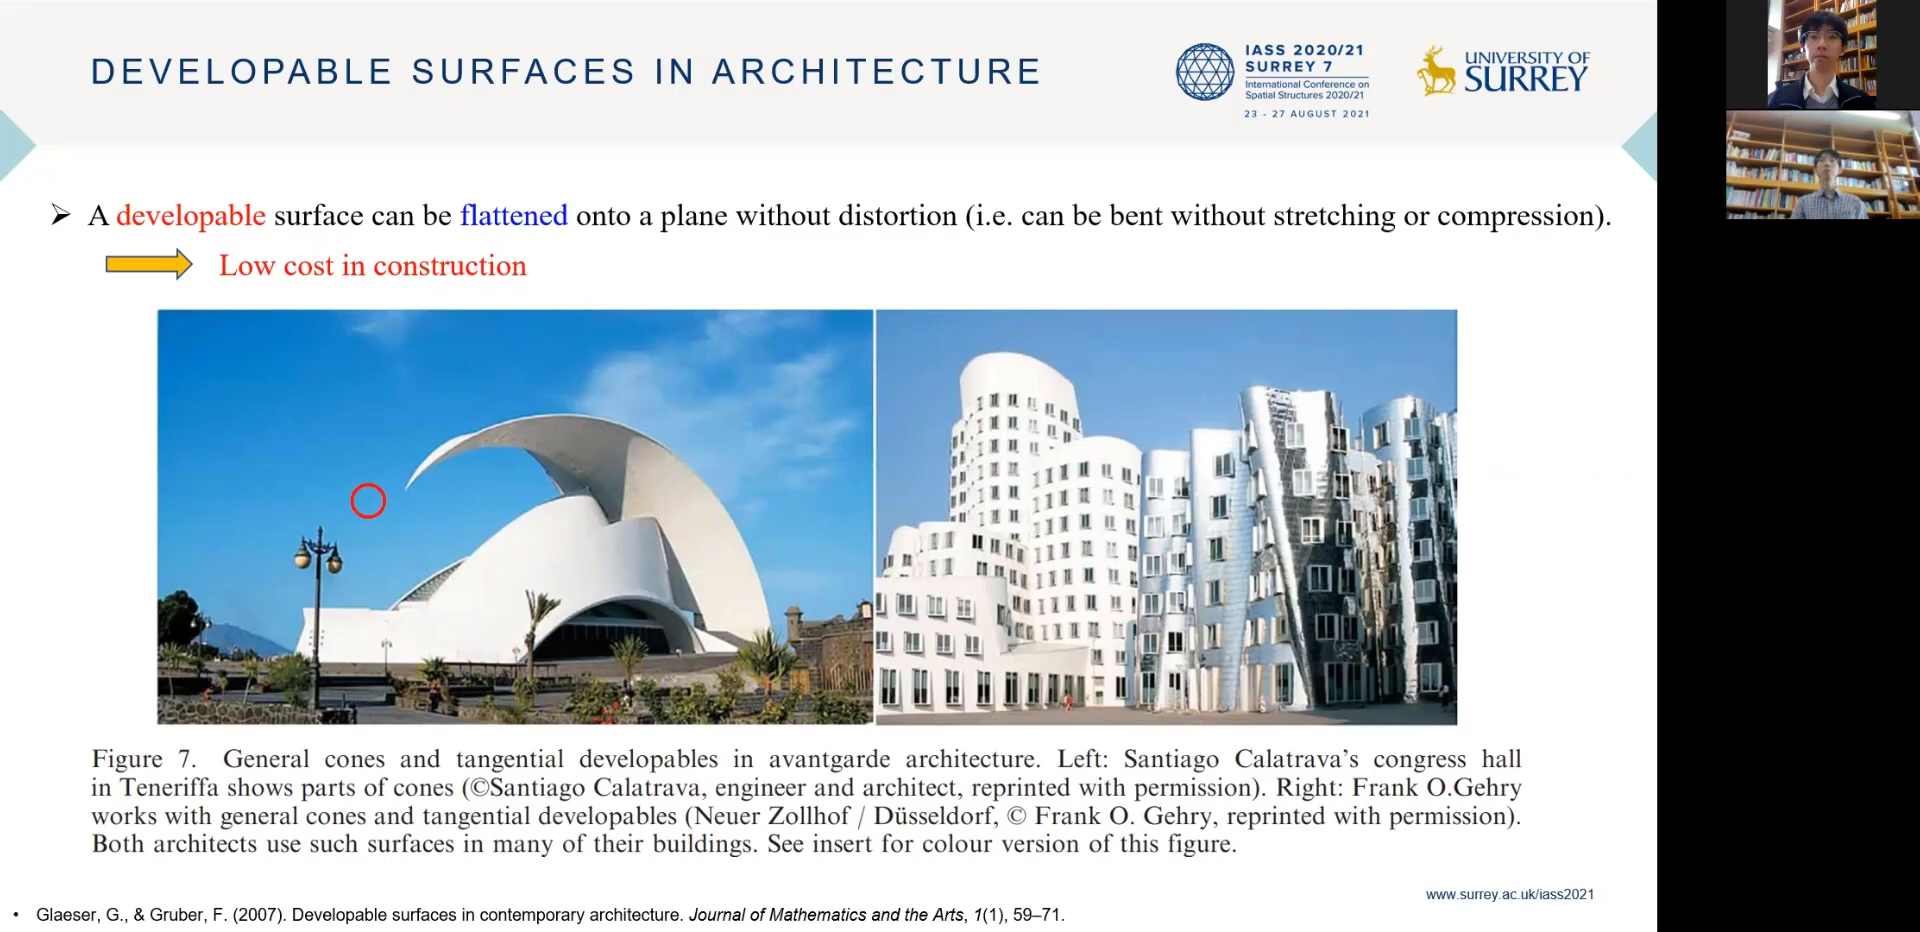 DEVELOPABLE SURFACES IN ARCHITECTURE
IASS 2020/21
SURREY 7
International Conference on
Spatial Structures 2020/21
23 - 27 AUGUST 2021
UNIVERSITY OF
SURREY
➢ A developable surface can be flattened onto a plane without distortion (i.e. can be bent without stretching or compression).
Low cost in construction
Figure 7. General cones and tangential developables in avantgarde architecture. Left: Santiago Calatrava's congress hall
in Teneriffa shows parts of cones (©Santiago Calatrava, engineer and architect, reprinted with permission). Right: Frank O.Gehry
works with general cones and tangential developables (Neuer Zollhof / Düsseldorf, © Frank O. Gehry, reprinted with permission).
Both architects use such surfaces in many of their buildings. See insert for colour version of this figure.
www.surrey.ac.uk/iass2021
• Glaeser, G., & Gruber, F. (2007). Developable surfaces in contemporary architecture. Journal of Mathematics and the Arts, 1(1), 59–71.